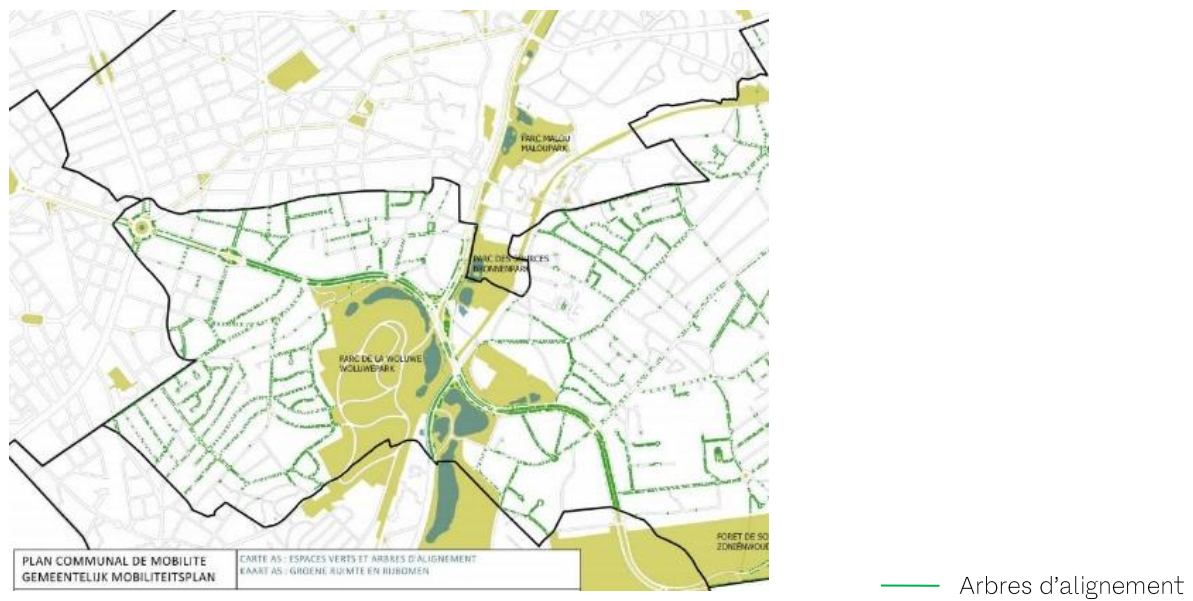 PARC MALOU
MALOUPARK
PARC DES SOURCES
BRONNENPARK
PARC DE LA WOLUWE
WOLUWEPARK
FORET DE SO
ZONIËNWOU
PLAN COMMUNAL DE MOBILITE
GEMEENTELIJK MOBILITEITSPLAN
CARTE A5 : ESPACES VERTS ET ARBRES D'ALIGNEMENT
KAART A5 : GROENE RUIMTE EN RIJBOMEN
Arbres d'alignement